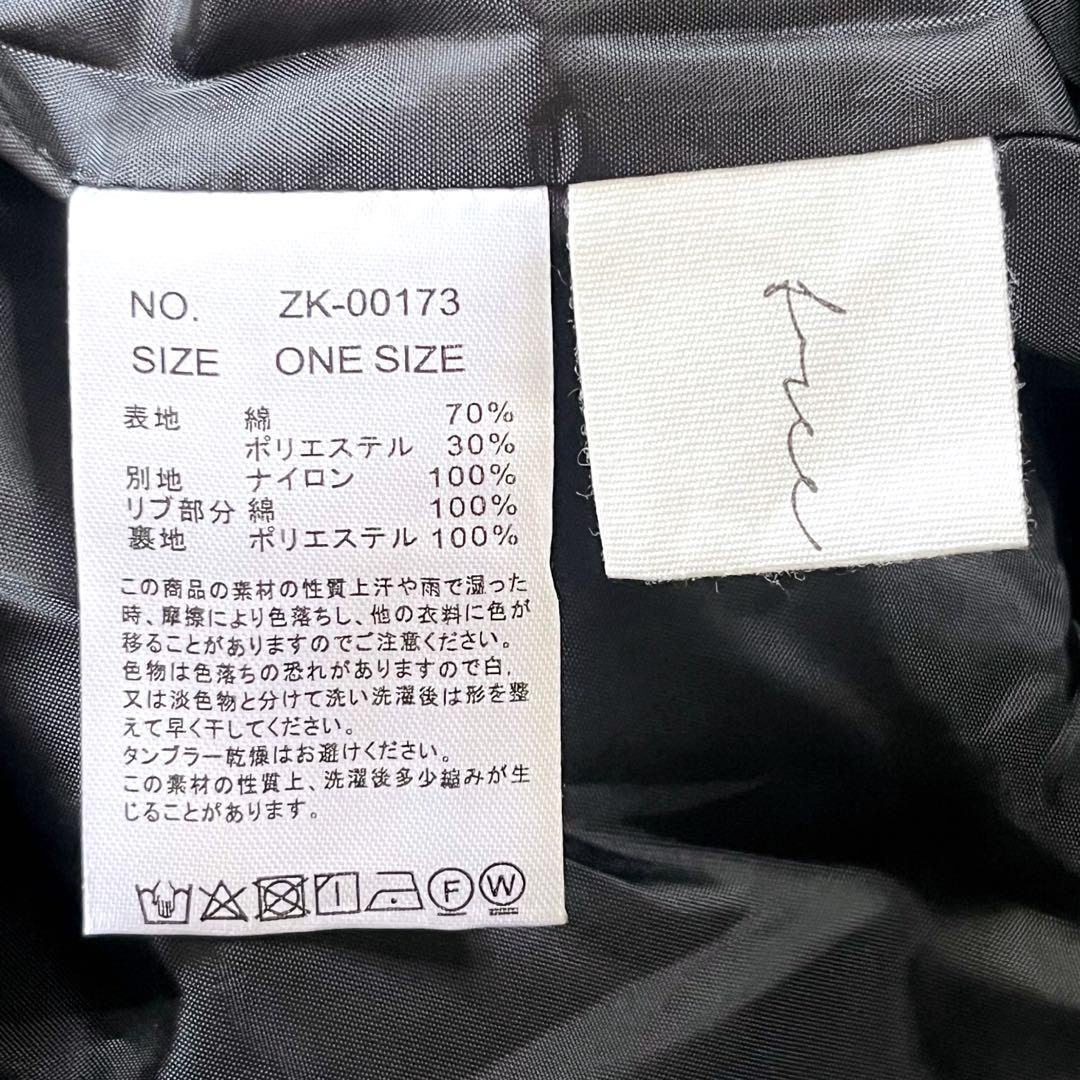 NO. ZK-00173
SIZE ONE SIZE
表地 綿 70%
ポリエステル 30%
別地 ナイロン 100%
リブ部分 綿 100%
裏地 ポリエステル 100%
この商品の素材の性質上汗や雨で湿った
時、摩擦により色落ちし、他の衣料に色が
移ることがありますのでご注意ください。
色物は色落ちの恐れがありますので白,
又は淡色物と分けて洗い洗濯後は形を整
えて早く干してください。
タンブラー乾燥はお避けください。
この素材の性質上、洗濯後多少縮みが生
じることがあります。
F W